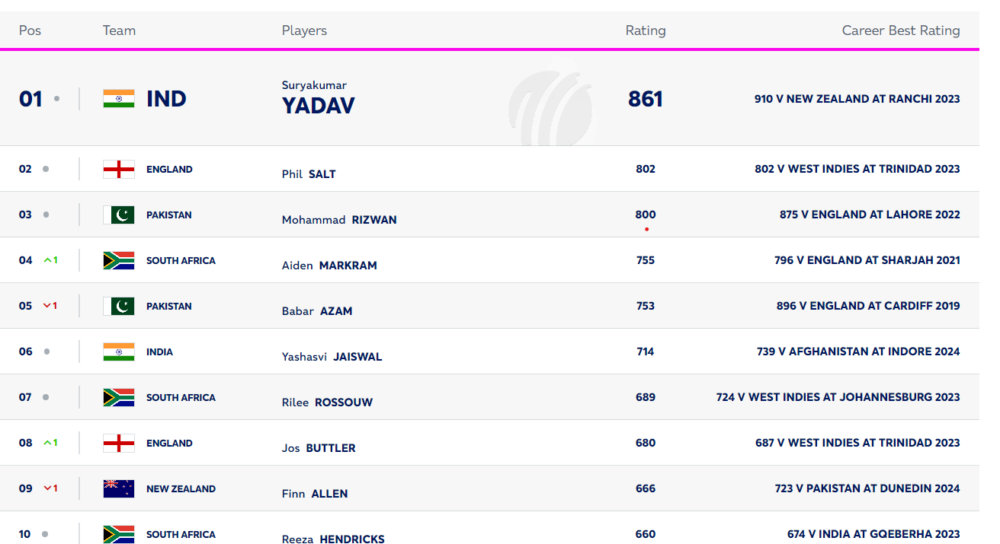 Pos Team Players Rating Career Best Rating
01 IND Suryakumar YADAV 861 910 V NEW ZEALAND AT RANCHI 2023
02 ENGLAND Phil SALT 802 802 V WEST INDIES AT TRINIDAD 2023
03 PAKISTAN Mohammad RIZWAN 800 875 V ENGLAND AT LAHORE 2022
04 1 SOUTH AFRICA Aiden MARKRAM 755 796 V ENGLAND AT SHARJAH 2021
05 1 PAKISTAN Babar AZAM 753 896 V ENGLAND AT CARDIFF 2019
06 INDIA Yashasvi JAISWAL 714 739 V AFGHANISTAN AT INDORE 2024
07 SOUTH AFRICA Rilee ROSSOUW 689 724 V WEST INDIES AT JOHANNESBURG 2023
08 1 ENGLAND Jos BUTTLER 680 687 V WEST INDIES AT TRINIDAD 2023
09 1 NEW ZEALAND Finn ALLEN 666 723 V PAKISTAN AT DUNEDIN 2024
10 SOUTH AFRICA Reeza HENDRICKS 660 674 V INDIA AT GQEBERHA 2023